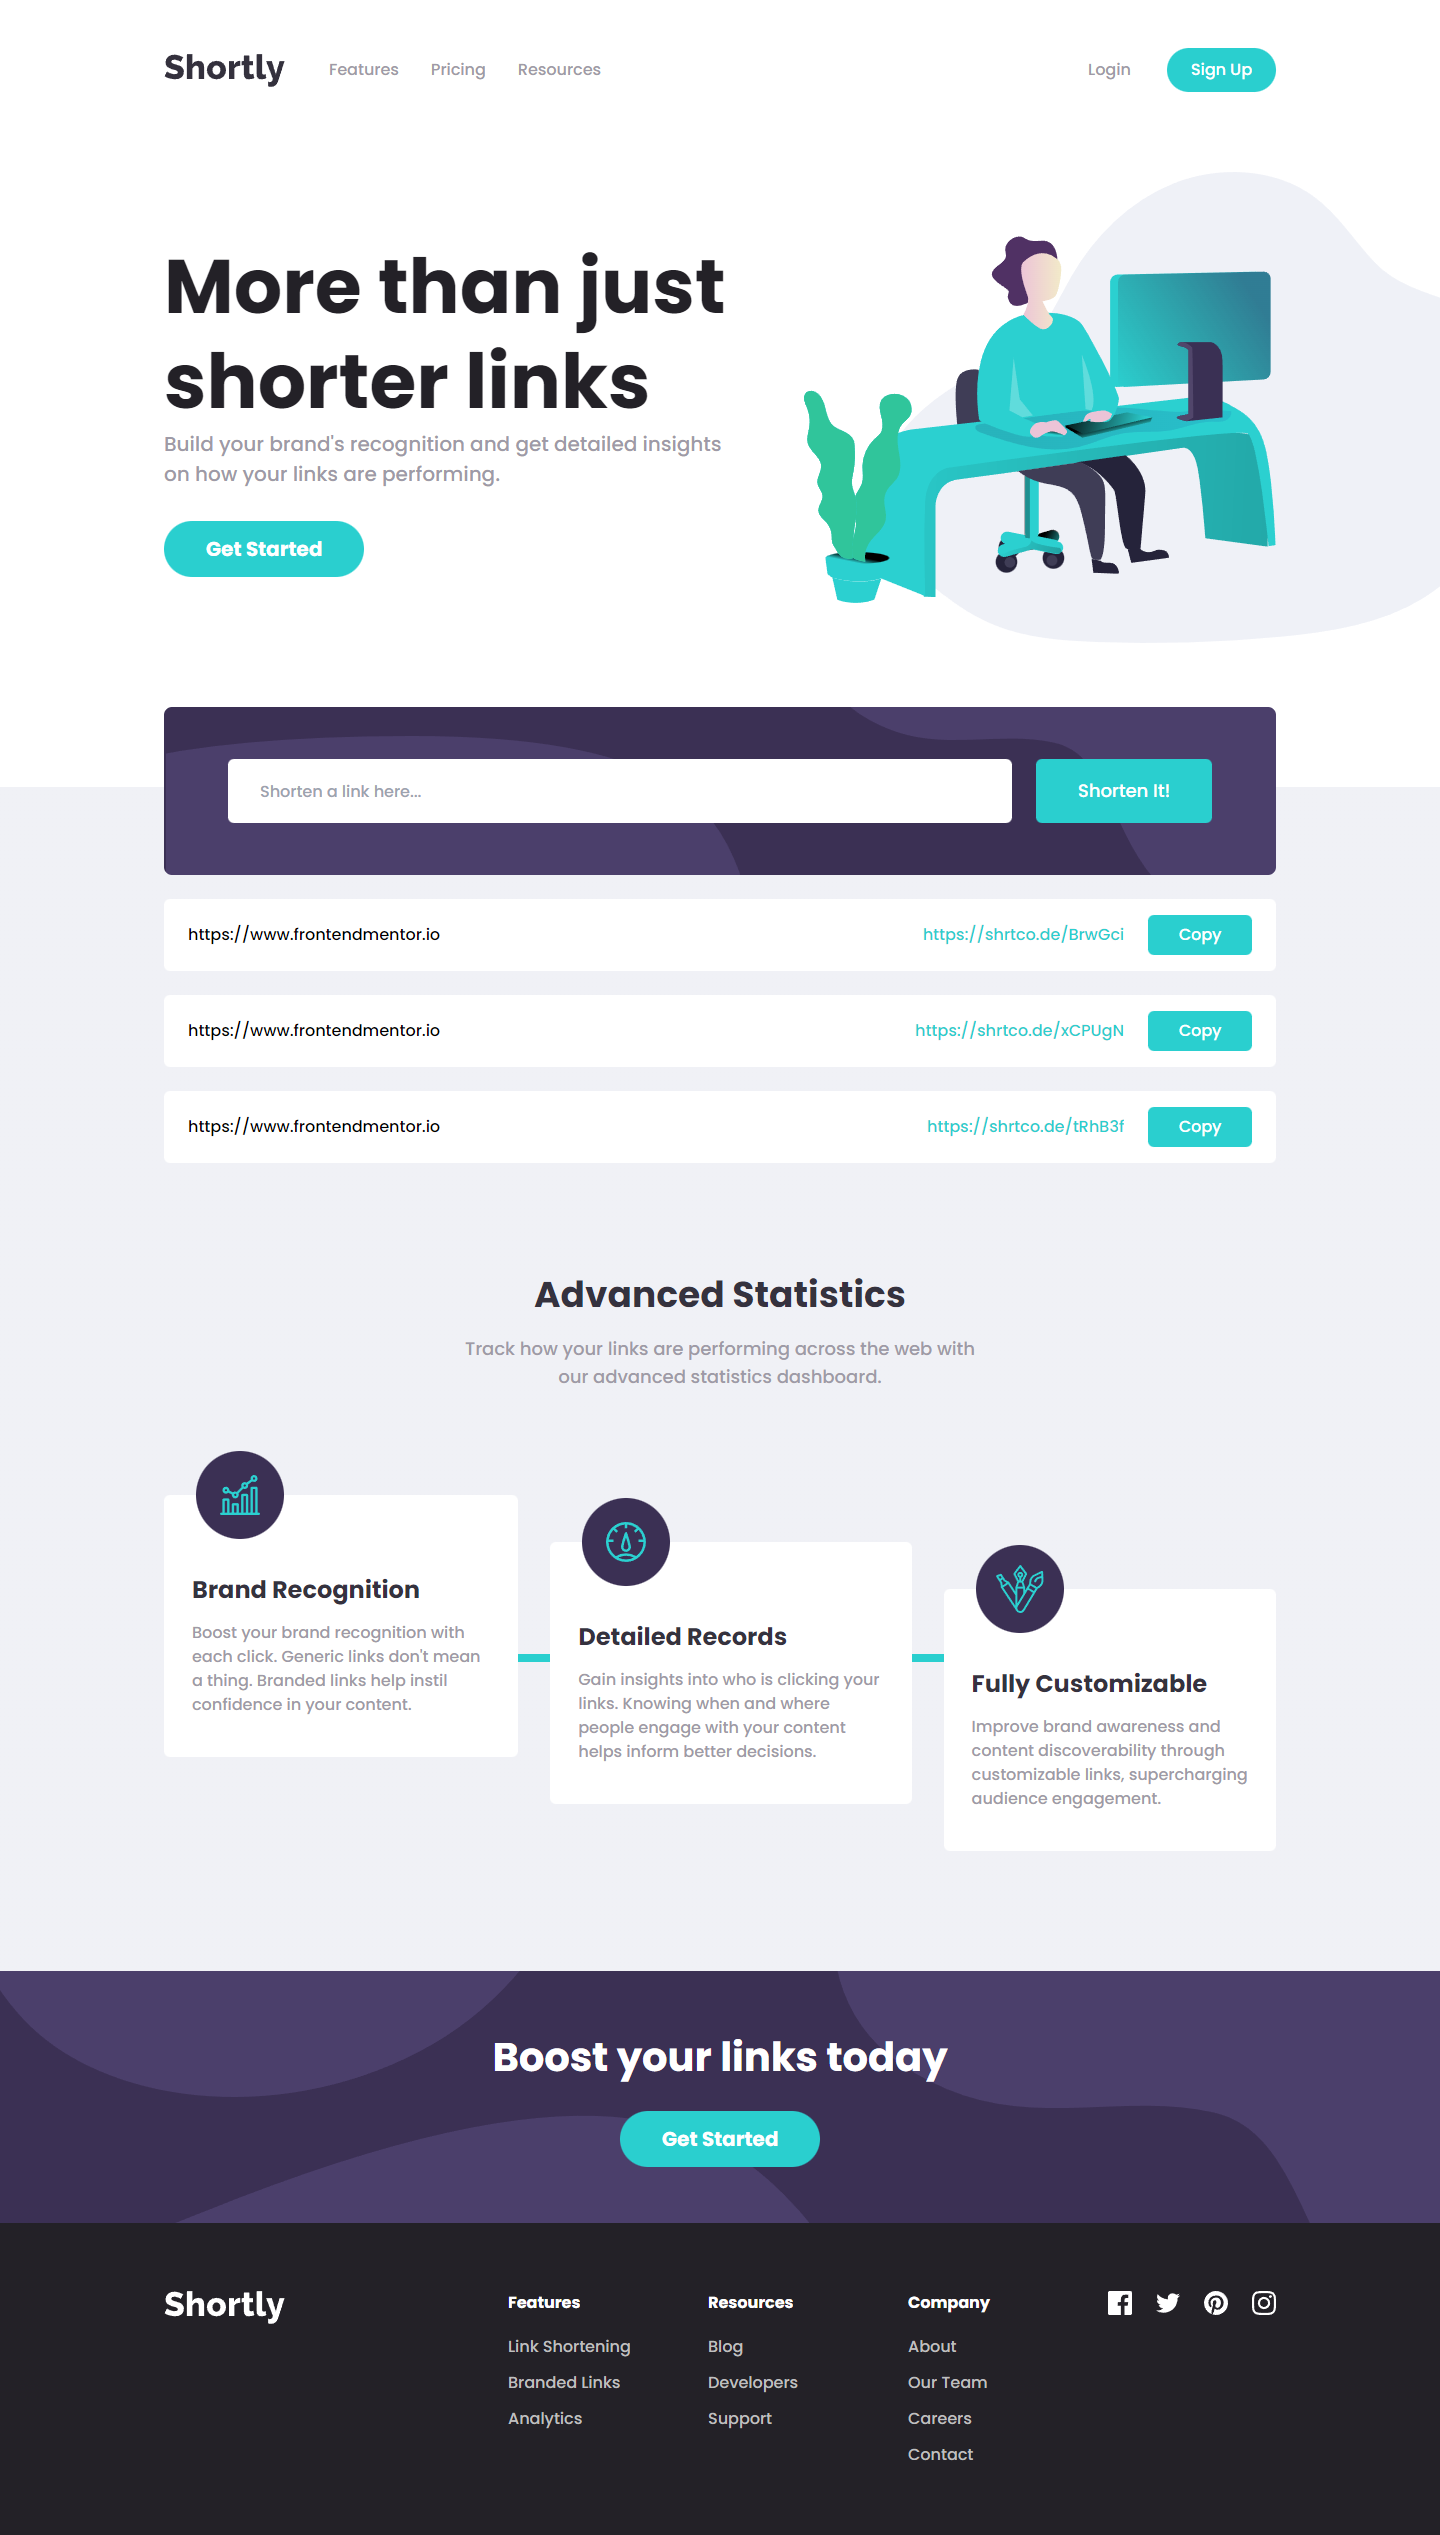 Shortly
Features
Pricing
Resources
Login
Sign Up
More than just
shorter links
Build your brand's recognition and get detailed insights
on how your links are performing.
Get Started
Shorten a link here...
Shorten It!
https://www.frontendmentor.io
https://shrtco.de/BrwGci
Copy
https://www.frontendmentor.io
https://shrtco.de/xCPUgN
Copy
https://www.frontendmentor.io
https://shrtco.de/tRhB3f
Copy
Advanced Statistics
Track how your links are performing across the web with
our advanced statistics dashboard.
Brand Recognition
Boost your brand recognition with
each click. Generic links don't mean
a thing. Branded links help instil
confidence in your content.
Detailed Records
Gain insights into who is clicking your
links. Knowing when and where
people engage with your content
helps inform better decisions.
Fully Customizable
Improve brand awareness and
content discoverability through
customizable links, supercharging
audience engagement.
Boost your links today
Get Started
Shortly
Features
Link Shortening
Branded Links
Analytics
Resources
Blog
Developers
Support
Company
About
Our Team
Careers
Contact